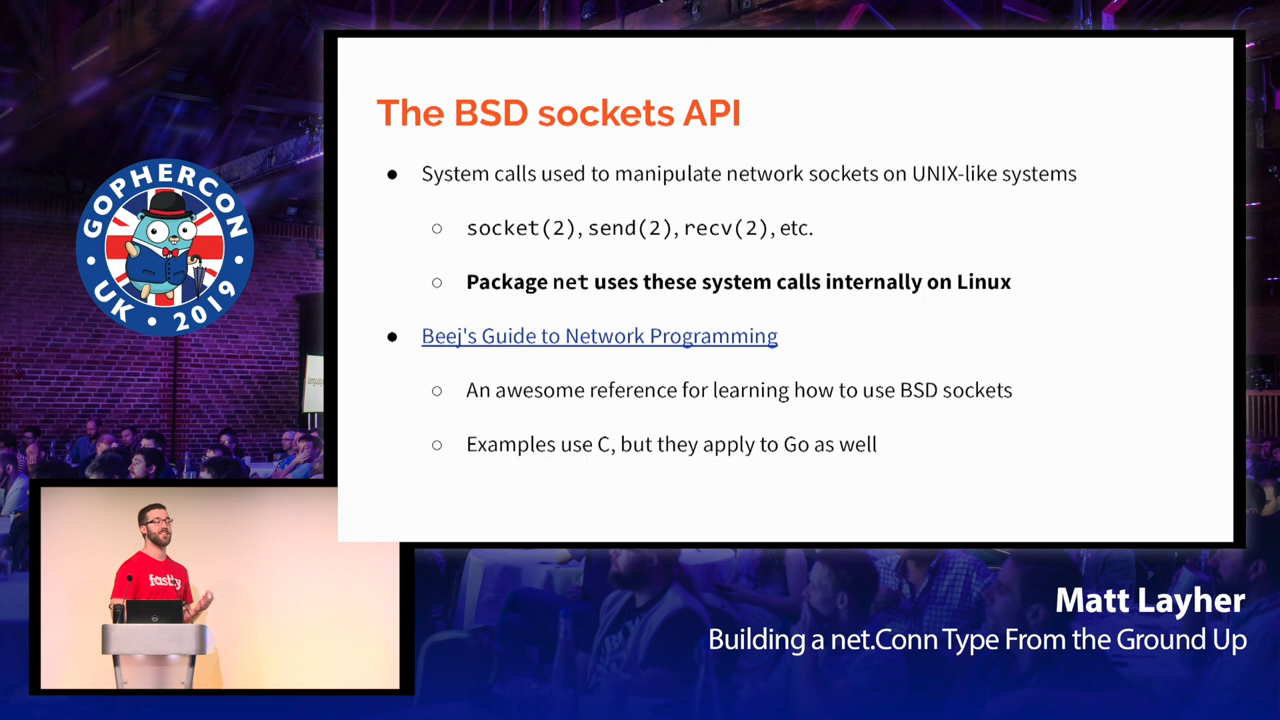 The BSD sockets API
● System calls used to manipulate network sockets on UNIX-like systems
○ socket(2), send(2), recv(2), etc.
○ Package net uses these system calls internally on Linux
● Beej's Guide to Network Programming
○ An awesome reference for learning how to use BSD sockets
○ Examples use C, but they apply to Go as well
GOPHERCON
UK • 2019
fastly
Matt Layher
Building a net.Conn Type From the Ground Up